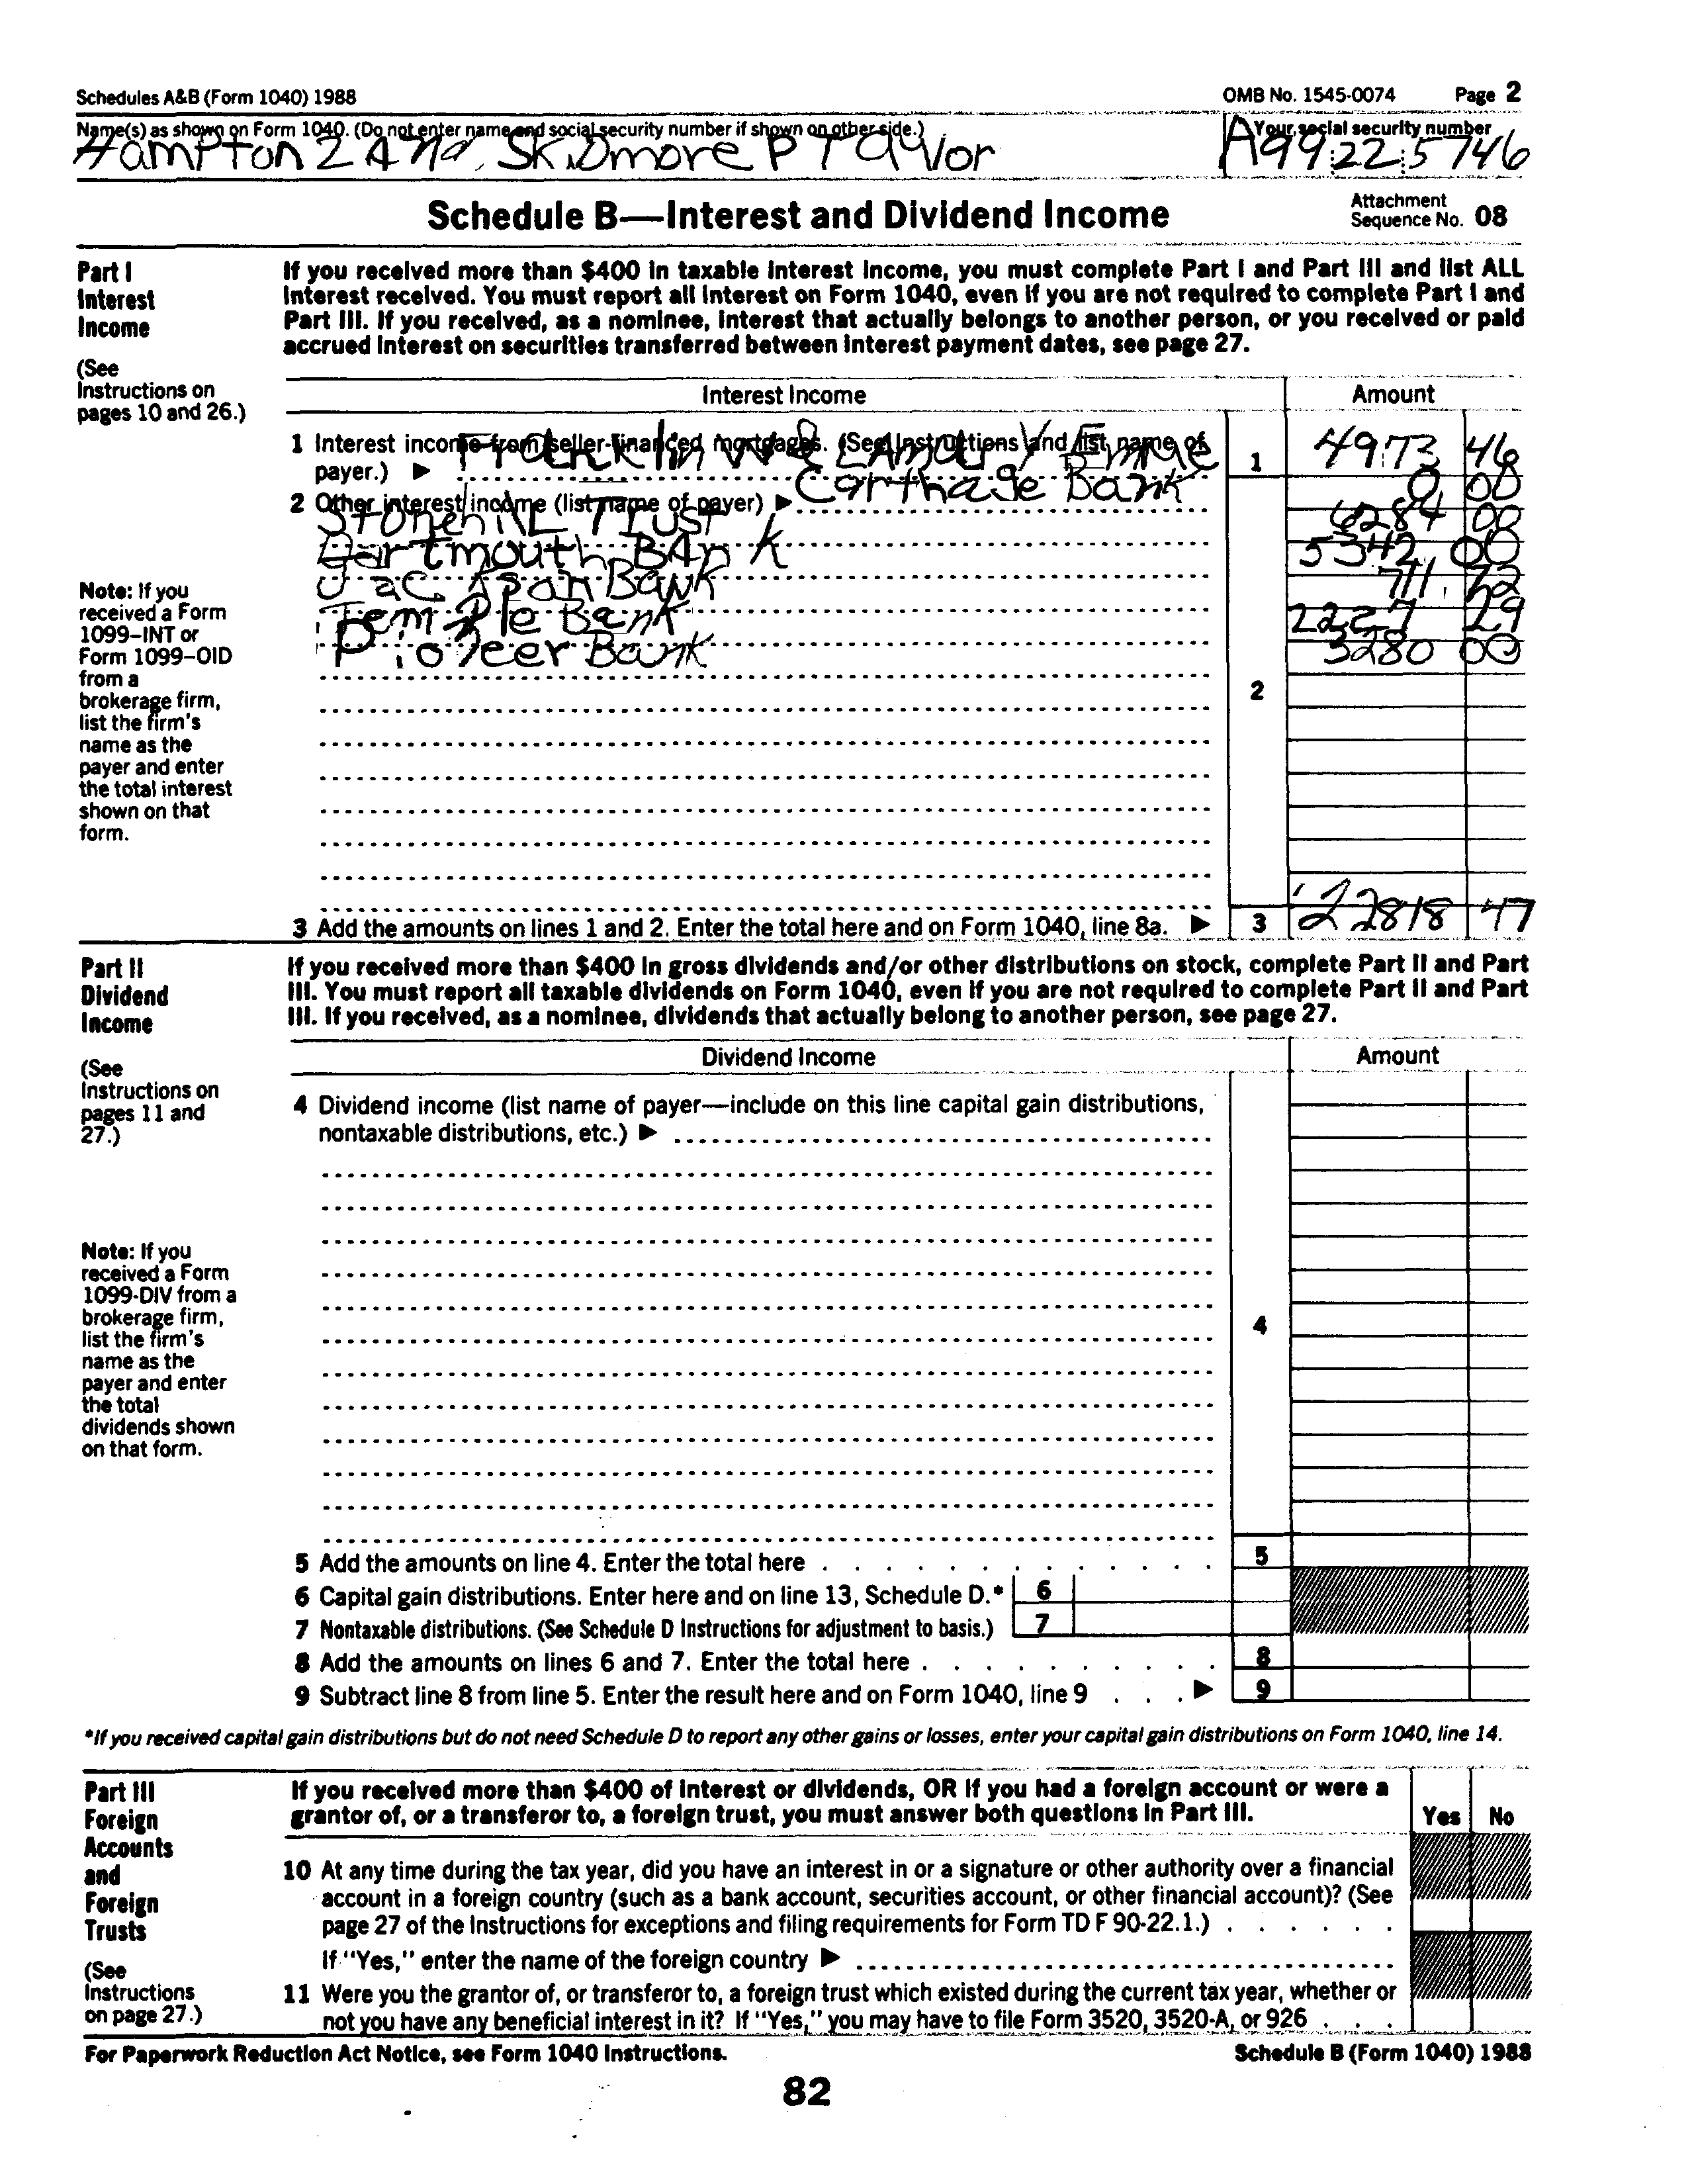 Schedules A&B (Form 1040) 1988 OMB No. 1545-0074 Page 2
Name(s) as shown on Form 1040. (Do not enter name and social security number if shown on other side.) Your social security number
Hampton Z And Skidmore P Taylor A99 22 5746
Schedule B—Interest and Dividend Income Attachment Sequence No. 08
Part I
Interest
Income
(See
Instructions on
pages 10 and 26.)
If you received more than $400 in taxable interest income, you must complete Part I and Part III and list ALL
interest received. You must report all interest on Form 1040, even if you are not required to complete Part I and
Part III. If you received, as a nominee, interest that actually belongs to another person, or you received or paid
accrued interest on securities transferred between interest payment dates, see page 27.
Interest Income Amount
1 Interest income from seller-financed mortgages. (See Instructions and list name of
payer.) ▶ Franklin W & LAmar V 1 4973 46
2 Other interest income (list name of payer) ▶ Carthage Bank 0 00
Stonehill Trust 6284 00
Dartmouth BAnk 5342 00
Bank 711 72
Temple Bank 2227 29
Pioneer Bank 3280 00
2
Note: If you
received a Form
1099–INT or
Form 1099–OID
from a
brokerage firm,
list the firm's
name as the
payer and enter
the total interest
shown on that
form.
3 Add the amounts on lines 1 and 2. Enter the total here and on Form 1040, line 8a. ▶ 3 22818 47
Part II
Dividend
Income
(See
Instructions on
pages 11 and
27.)
If you received more than $400 in gross dividends and/or other distributions on stock, complete Part II and Part
III. You must report all taxable dividends on Form 1040, even if you are not required to complete Part II and Part
III. If you received, as a nominee, dividends that actually belong to another person, see page 27.
Dividend Income Amount
4 Dividend income (list name of payer—include on this line capital gain distributions,
nontaxable distributions, etc.) ▶
Note: If you
received a Form
1099-DIV from a
brokerage firm,
list the firm's
name as the
payer and enter
the total
dividends shown
on that form.
4
5 Add the amounts on line 4. Enter the total here 5
6 Capital gain distributions. Enter here and on line 13, Schedule D.* 6
7 Nontaxable distributions. (See Schedule D Instructions for adjustment to basis.) 7
8 Add the amounts on lines 6 and 7. Enter the total here 8
9 Subtract line 8 from line 5. Enter the result here and on Form 1040, line 9 ▶ 9
*If you received capital gain distributions but do not need Schedule D to report any other gains or losses, enter your capital gain distributions on Form 1040, line 14.
Part III
Foreign
Accounts
and
Foreign
Trusts
(See
Instructions
on page 27.)
If you received more than $400 of interest or dividends, OR if you had a foreign account or were a
grantor of, or a transferor to, a foreign trust, you must answer both questions in Part III. Yes No
10 At any time during the tax year, did you have an interest in or a signature or other authority over a financial
account in a foreign country (such as a bank account, securities account, or other financial account)? (See
page 27 of the Instructions for exceptions and filing requirements for Form TD F 90-22.1.)
If "Yes," enter the name of the foreign country ▶
11 Were you the grantor of, or transferor to, a foreign trust which existed during the current tax year, whether or
not you have any beneficial interest in it? If "Yes," you may have to file Form 3520, 3520-A, or 926
For Paperwork Reduction Act Notice, see Form 1040 Instructions. Schedule B (Form 1040) 1988
82